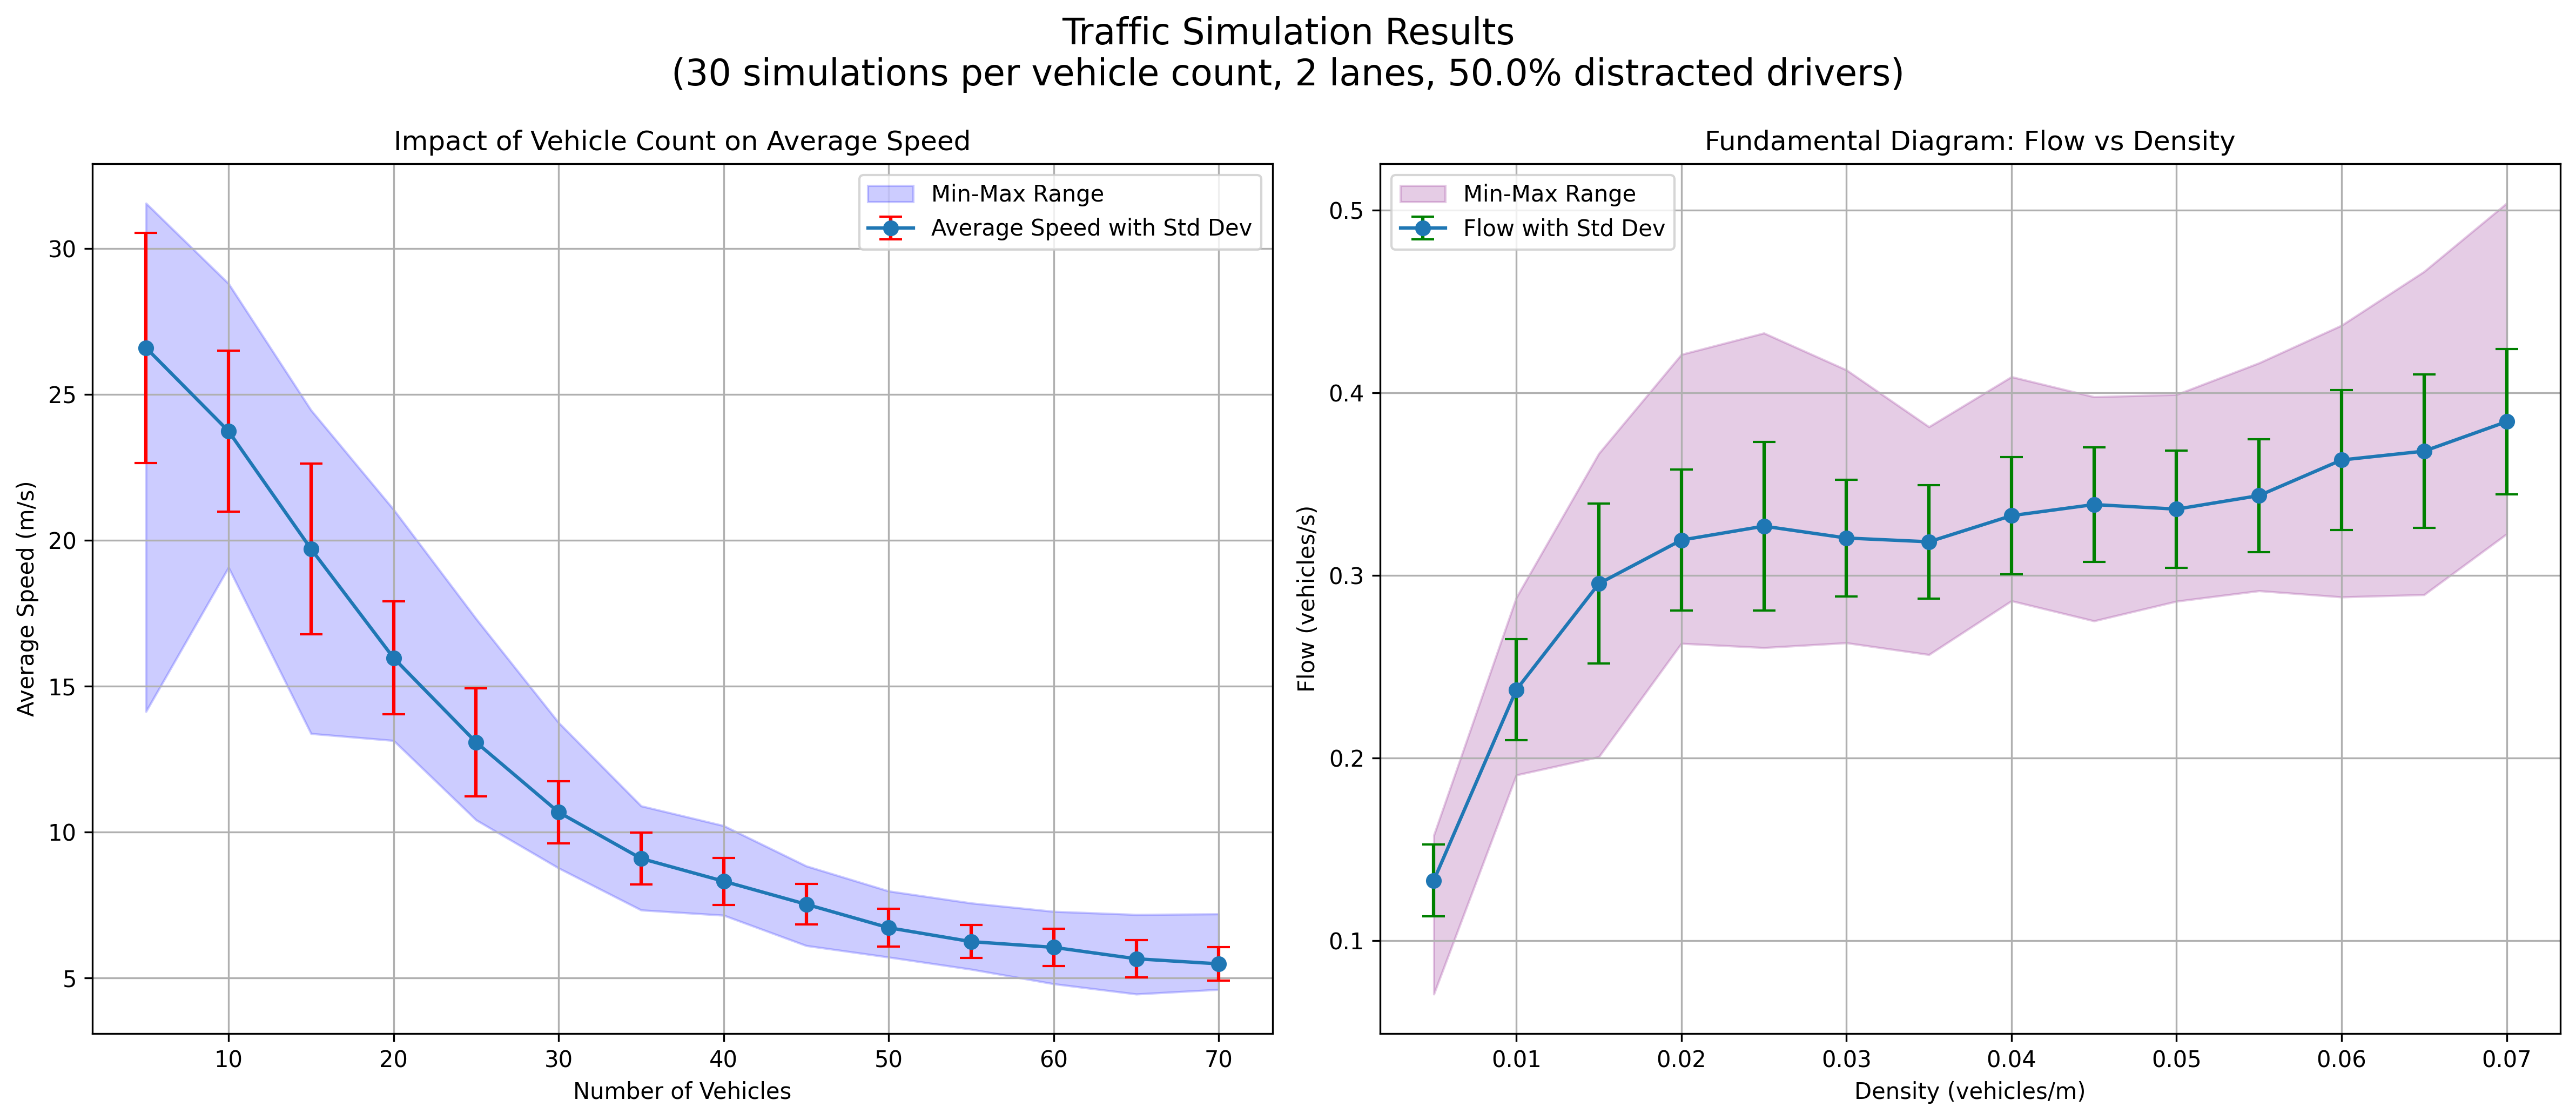 Traffic Simulation Results
(30 simulations per vehicle count, 2 lanes, 50.0% distracted drivers)
Impact of Vehicle Count on Average Speed
Min-Max Range
Average Speed with Std Dev
30
25
20
15
10
5
Average Speed (m/s)
10 20 30 40 50 60 70
Number of Vehicles
Fundamental Diagram: Flow vs Density
Min-Max Range
Flow with Std Dev
0.5
0.4
0.3
0.2
0.1
Flow (vehicles/s)
0.01 0.02 0.03 0.04 0.05 0.06 0.07
Density (vehicles/m)